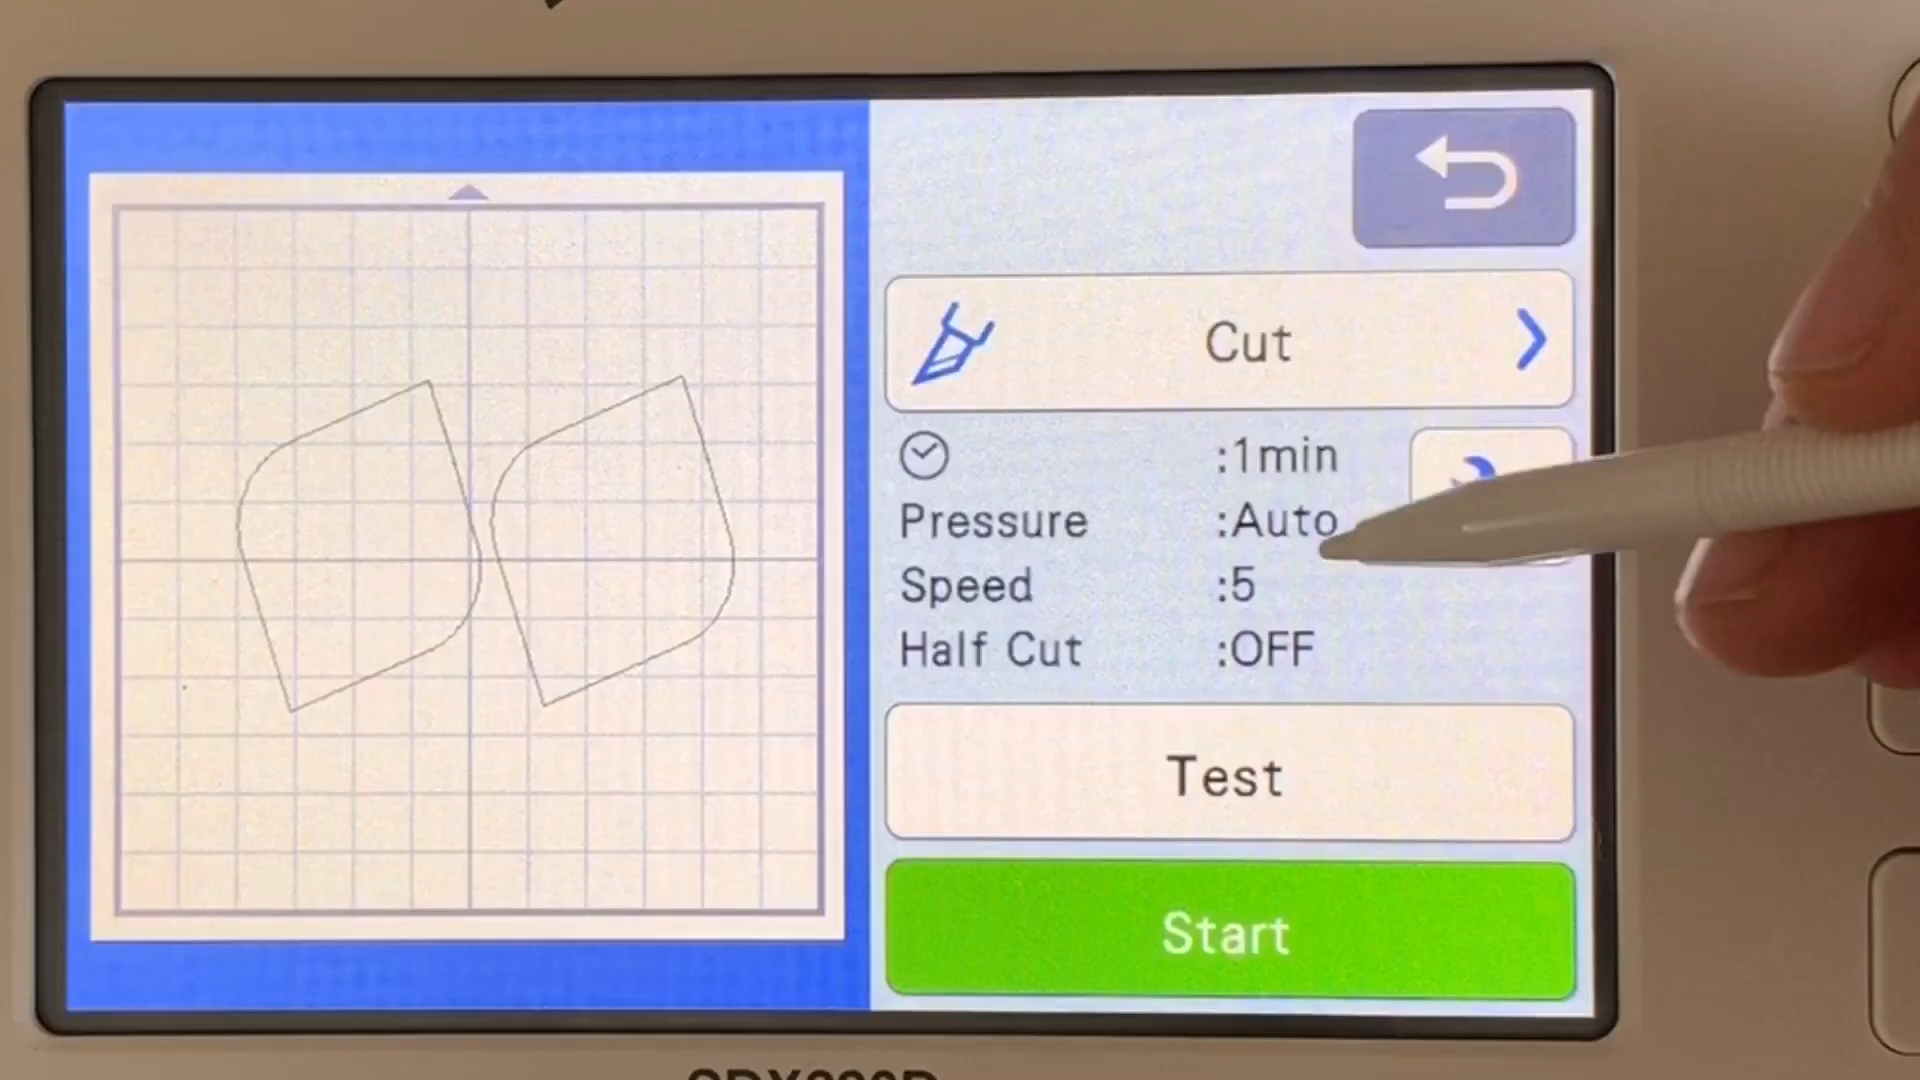 Cut
:1min
Pressure :Auto
Speed :5
Half Cut :OFF
Test
Start